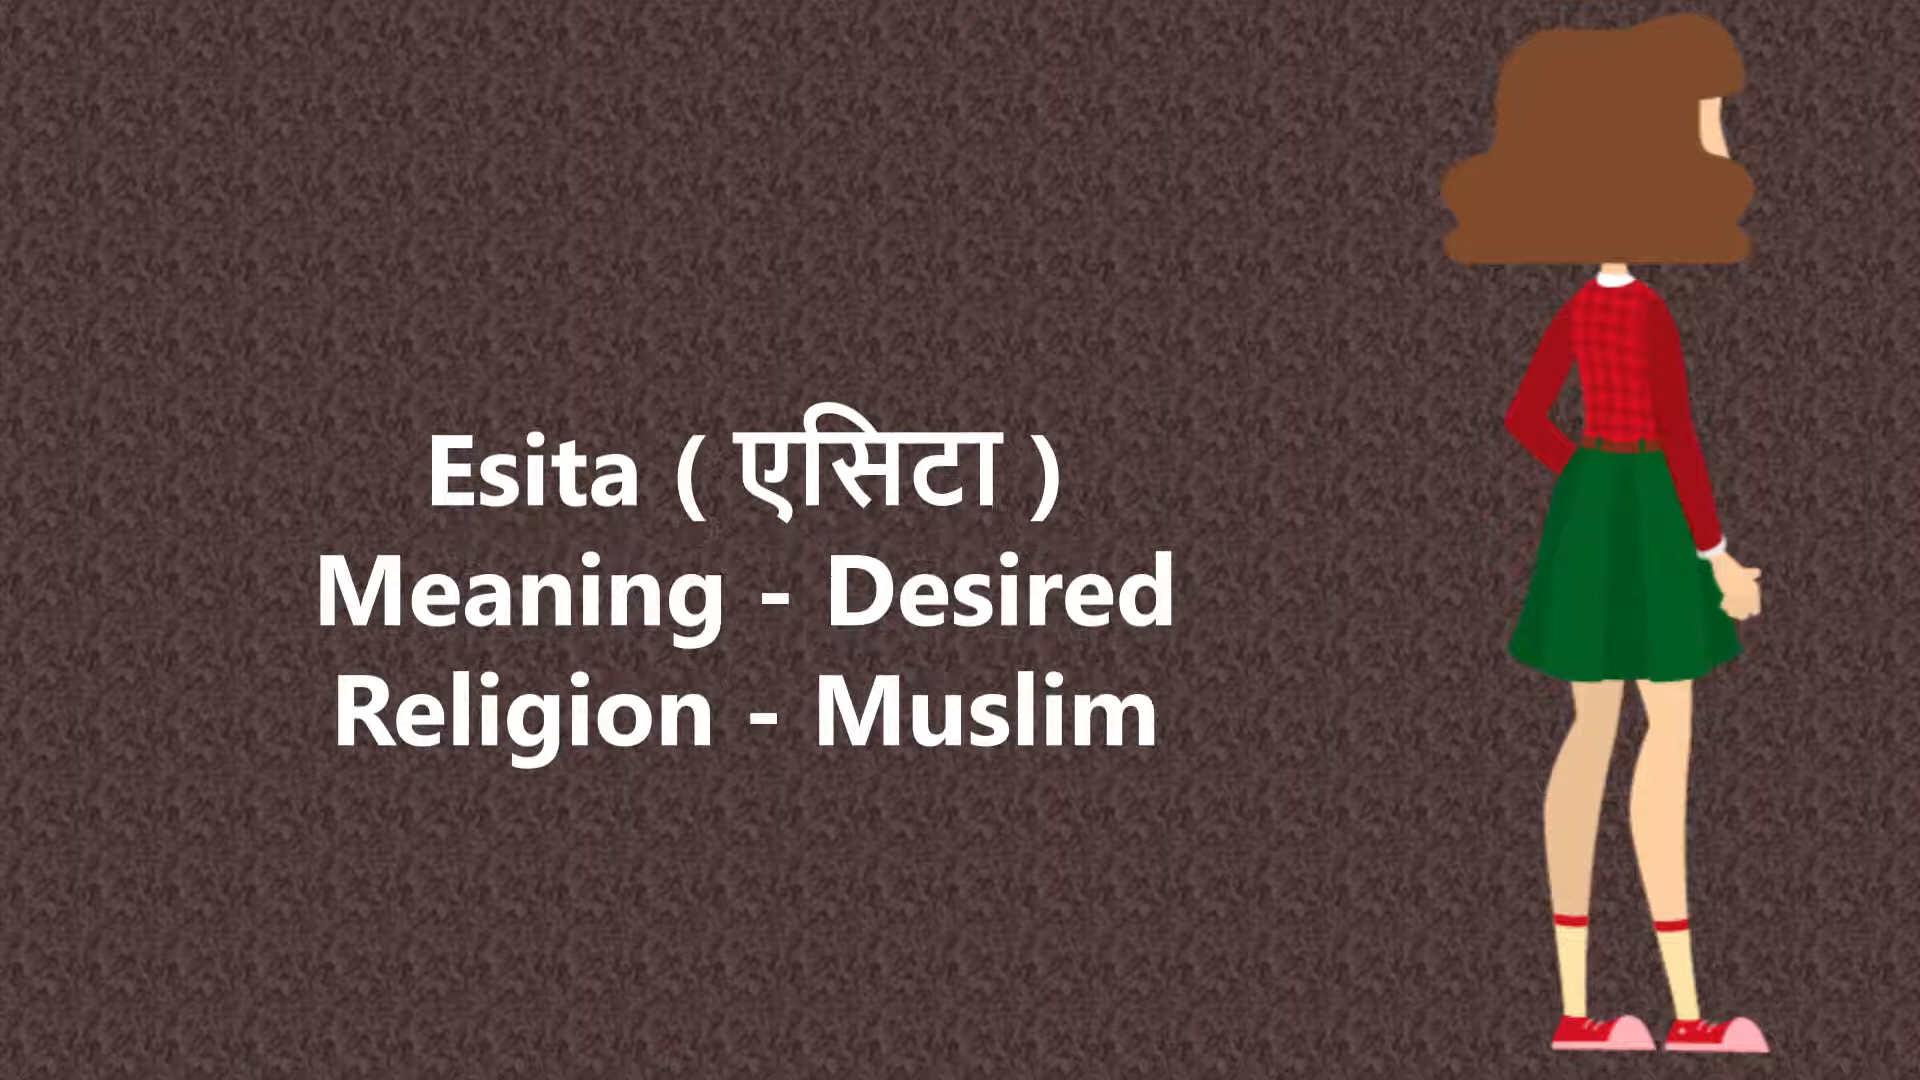 Esita ( एसिटा )
Meaning - Desired
Religion - Muslim